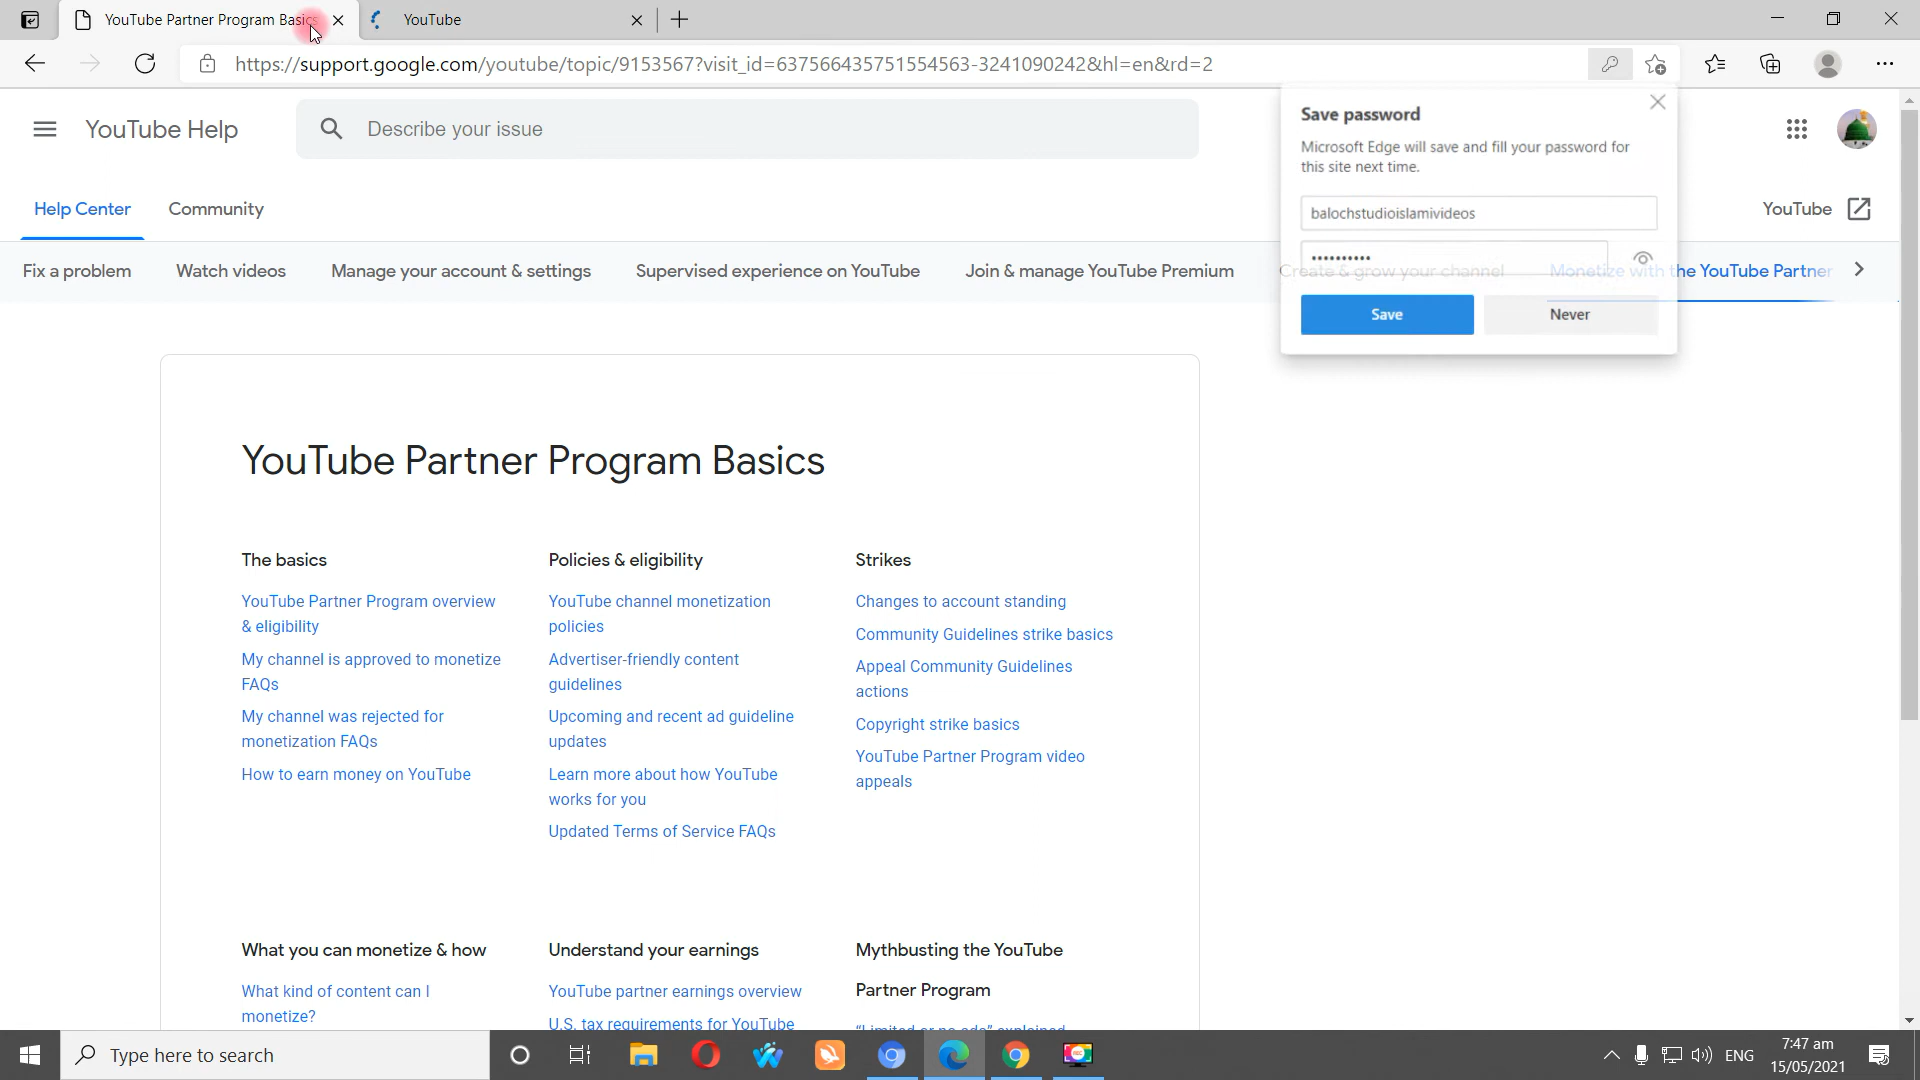 YouTube Partner Program Basics
YouTube
https://support.google.com/youtube/topic/9153567?visit_id=637566435751554563-3241090242&hl=en&rd=2
YouTube Help
Describe your issue
Save password
Microsoft Edge will save and fill your password for
this site next time.
balochstudioislamivideos
••••••••••
Save
Never
Help Center
Community
YouTube
Fix a problem
Watch videos
Manage your account & settings
Supervised experience on YouTube
Join & manage YouTube Premium
Create & grow your channel
Monetize with the YouTube Partner
YouTube Partner Program Basics
The basics
YouTube Partner Program overview
& eligibility
My channel is approved to monetize
FAQs
My channel was rejected for
monetization FAQs
How to earn money on YouTube
Policies & eligibility
YouTube channel monetization
policies
Advertiser-friendly content
guidelines
Upcoming and recent ad guideline
updates
Learn more about how YouTube
works for you
Updated Terms of Service FAQs
Strikes
Changes to account standing
Community Guidelines strike basics
Appeal Community Guidelines
actions
Copyright strike basics
YouTube Partner Program video
appeals
What you can monetize & how
What kind of content can I
monetize?
Understand your earnings
YouTube partner earnings overview
U.S. tax requirements for YouTube
Mythbusting the YouTube
Partner Program
"Limited or no ads" explained
Type here to search
ENG
7:47 am
15/05/2021